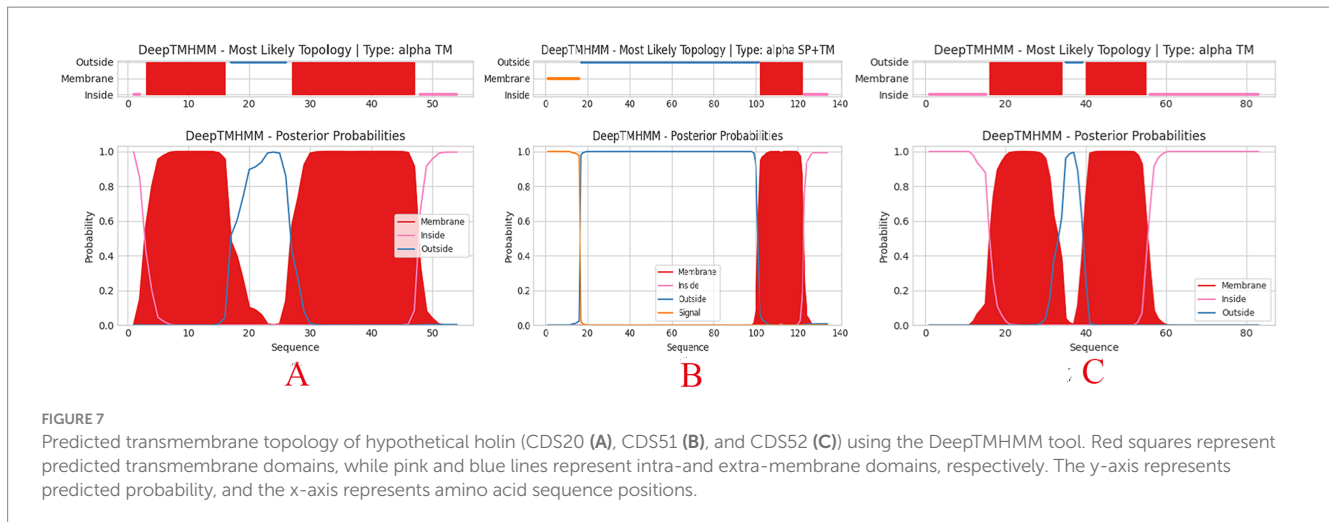 DeepTMHMM - Most Likely Topology | Type: alpha TM
Outside
Membrane
Inside
0 10 20 30 40 50
DeepTMHMM - Posterior Probabilities
1.0
0.8
0.6
0.4
0.2
0.0
Probability
Membrane
Inside
Outside
0 10 20 30 40 50
Sequence
A
DeepTMHMM - Most Likely Topology | Type: alpha SP+TM
Outside
Membrane
Inside
0 20 40 60 80 100 120 140
DeepTMHMM - Posterior Probabilities
1.0
0.8
0.6
0.4
0.2
0.0
Probability
Membrane
Inside
Outside
Signal
0 20 40 60 80 100 120 140
Sequence
B
DeepTMHMM - Most Likely Topology | Type: alpha TM
Outside
Membrane
Inside
0 20 40 60 80
DeepTMHMM - Posterior Probabilities
1.0
0.8
0.6
0.4
0.2
0.0
Probability
Membrane
Inside
Outside
0 20 40 60 80
Sequence
C
FIGURE 7
Predicted transmembrane topology of hypothetical holin (CDS20 (A), CDS51 (B), and CDS52 (C)) using the DeepTMHMM tool. Red squares represent
predicted transmembrane domains, while pink and blue lines represent intra-and extra-membrane domains, respectively. The y-axis represents
predicted probability, and the x-axis represents amino acid sequence positions.